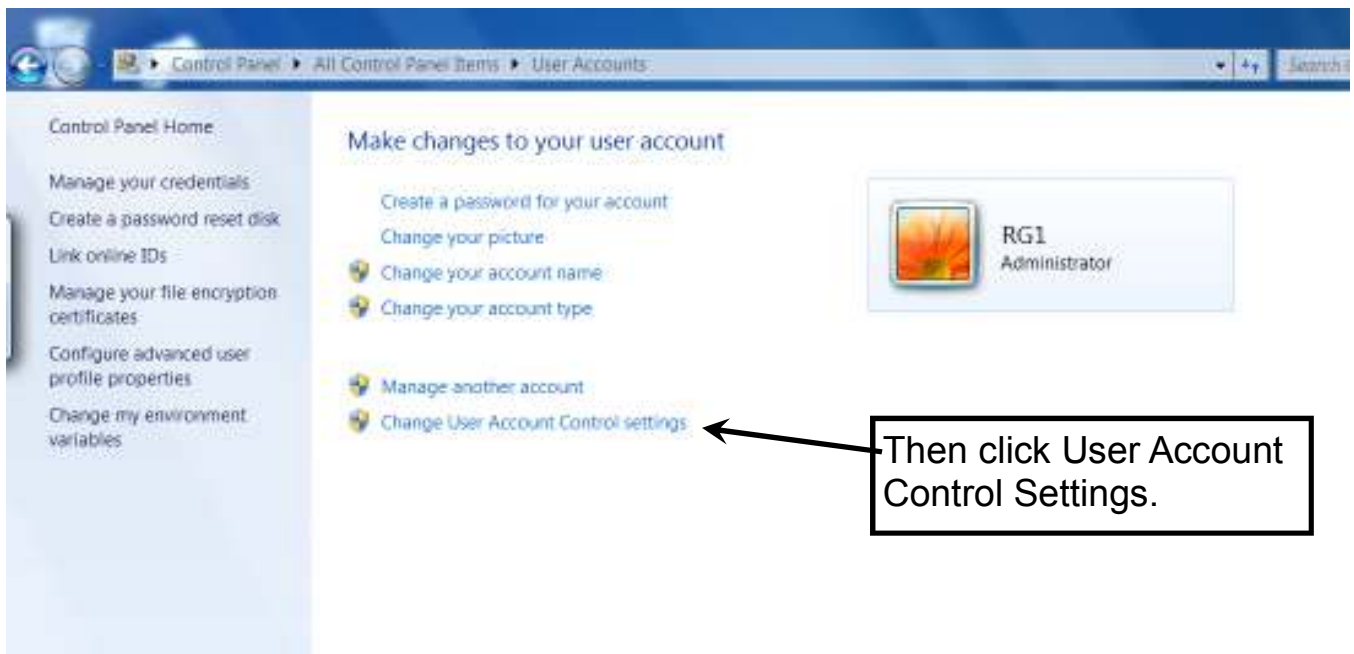 Control Panel ▸ All Control Panel Items ▸ User Accounts
Search
Control Panel Home
Manage your credentials
Create a password reset disk
Link online IDs
Manage your file encryption
certificates
Configure advanced user
profile properties
Change my environment
variables
Make changes to your user account
Create a password for your account
Change your picture
Change your account name
Change your account type
Manage another account
Change User Account Control settings
RG1
Administrator
Then click User Account
Control Settings.